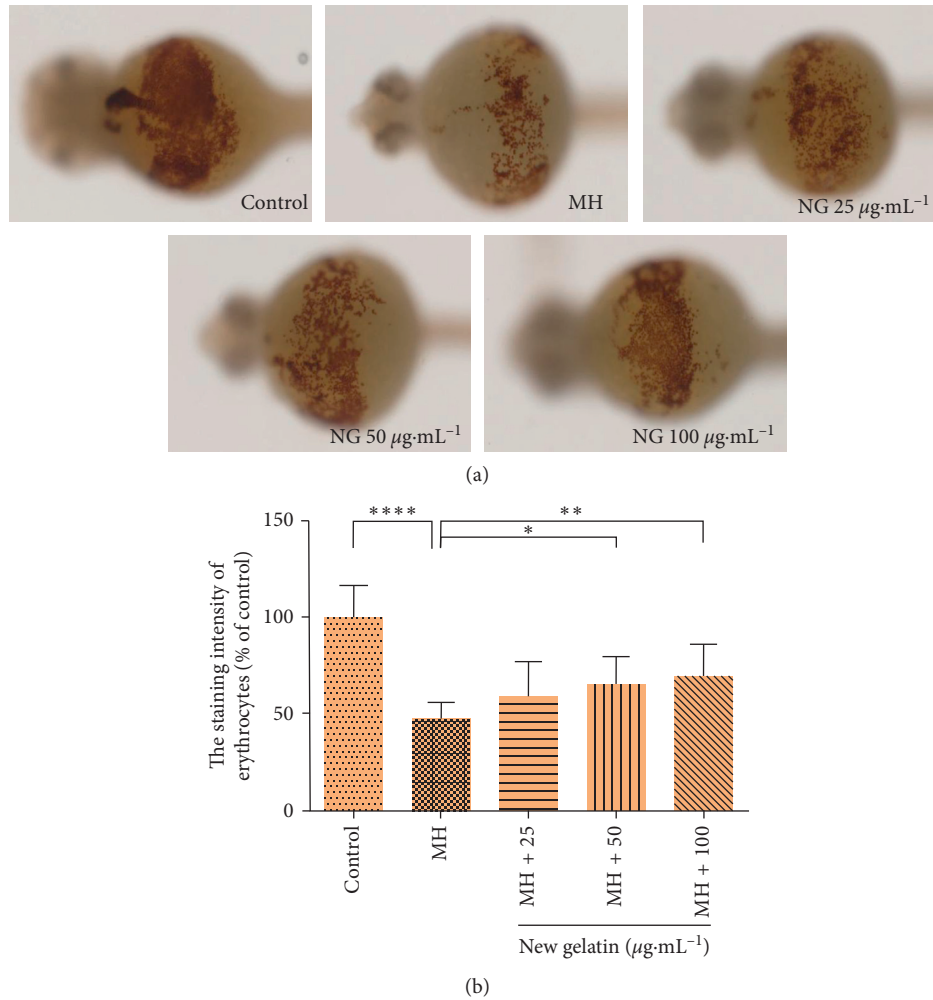 Control
MH
NG 25 μg·mL⁻¹
NG 50 μg·mL⁻¹
NG 100 μg·mL⁻¹
(a)
150
100
50
0
The staining intensity of
erythrocytes (% of control)
****
**
*
Control
MH
MH + 25
MH + 50
MH + 100
New gelatin (μg·mL⁻¹)
(b)